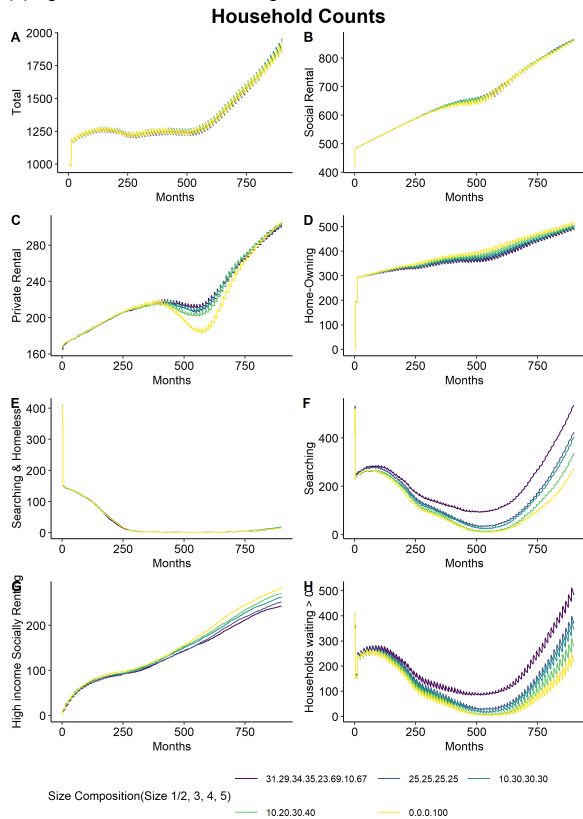 Household Counts
A
B
Total
2000
1750
1500
1250
1000
0 250 500 750
Months
Social Rental
800
700
600
500
400
0 250 500 750
Months
C
D
Private Rental
280
240
200
160
0 250 500 750
Months
Home-Owning
500
400
300
200
100
0
0 250 500 750
Months
E
F
Searching & Homeless
400
300
200
100
0
0 250 500 750
Months
Searching
400
200
0
0 250 500 750
Months
G
H
High income Socially Renting
200
100
0
0 250 500 750
Months
Households waiting > 0
500
400
300
200
100
0
0 250 500 750
Months
Size Composition(Size 1/2, 3, 4, 5)
31.29.34.35.23.69.10.67
25.25.25.25
10.30.30.30
10.20.30.40
0.0.0.100